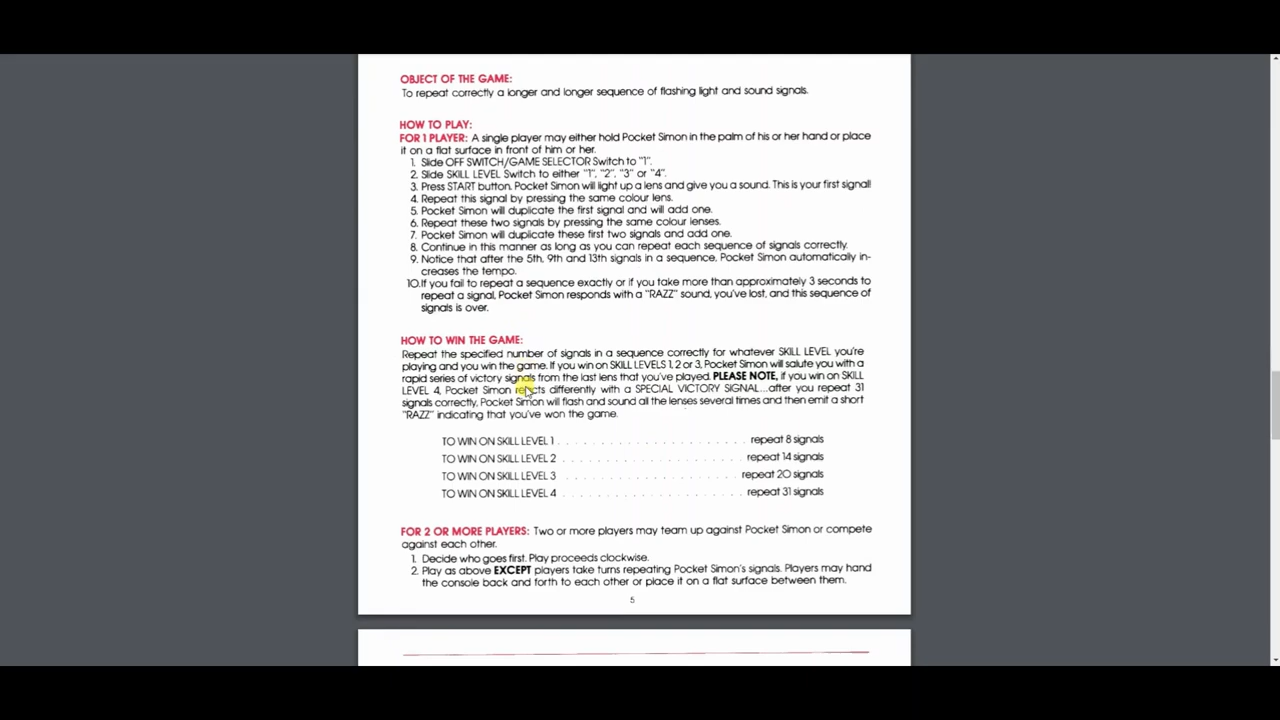 OBJECT OF THE GAME:
To repeat correctly a longer and longer sequence of flashing light and sound signals.
HOW TO PLAY:
FOR 1 PLAYER: A single player may either hold Pocket Simon in the palm of his or her hand or place
it on a flat surface in front of him or her.
1. Slide OFF SWITCH/GAME SELECTOR Switch to "1".
2. Slide SKILL LEVEL Switch to either "1", "2", "3" or "4".
3. Press START button. Pocket Simon will light up a lens and give you a sound. This is your first signal!
4. Repeat this signal by pressing the same colour lens.
5. Pocket Simon will duplicate the first signal and will add one.
6. Repeat these two signals by pressing the same colour lenses.
7. Pocket Simon will duplicate these first two signals and add one.
8. Continue in this manner as long as you can repeat each sequence of signals correctly.
9. Notice that after the 5th, 9th and 13th signals in a sequence, Pocket Simon automatically in-
creases the tempo.
10. If you fail to repeat a sequence exactly or if you take more than approximately 3 seconds to
repeat a signal, Pocket Simon responds with a "RAZZ" sound, you've lost, and this sequence of
signals is over.
HOW TO WIN THE GAME:
Repeat the specified number of signals in a sequence correctly for whatever SKILL LEVEL you're
playing and you win the game. If you win on SKILL LEVELS 1, 2 or 3, Pocket Simon will salute you with a
rapid series of victory signals from the last lens that you've played. PLEASE NOTE, if you win on SKILL
LEVEL 4, Pocket Simon reacts differently with a SPECIAL VICTORY SIGNAL...after you repeat 31
signals correctly, Pocket Simon will flash and sound all the lenses several times and then emit a short
"RAZZ" indicating that you've won the game.
TO WIN ON SKILL LEVEL 1 . . . . . . . . . . . . . . . . . . . . repeat 8 signals
TO WIN ON SKILL LEVEL 2 . . . . . . . . . . . . . . . . . . . repeat 14 signals
TO WIN ON SKILL LEVEL 3 . . . . . . . . . . . . . . . . . . . repeat 20 signals
TO WIN ON SKILL LEVEL 4 . . . . . . . . . . . . . . . . . . . repeat 31 signals
FOR 2 OR MORE PLAYERS: Two or more players may team up against Pocket Simon or compete
against each other.
1. Decide who goes first. Play proceeds clockwise.
2. Play as above EXCEPT players take turns repeating Pocket Simon's signals. Players may hand
the console back and forth to each other or place it on a flat surface between them.
5